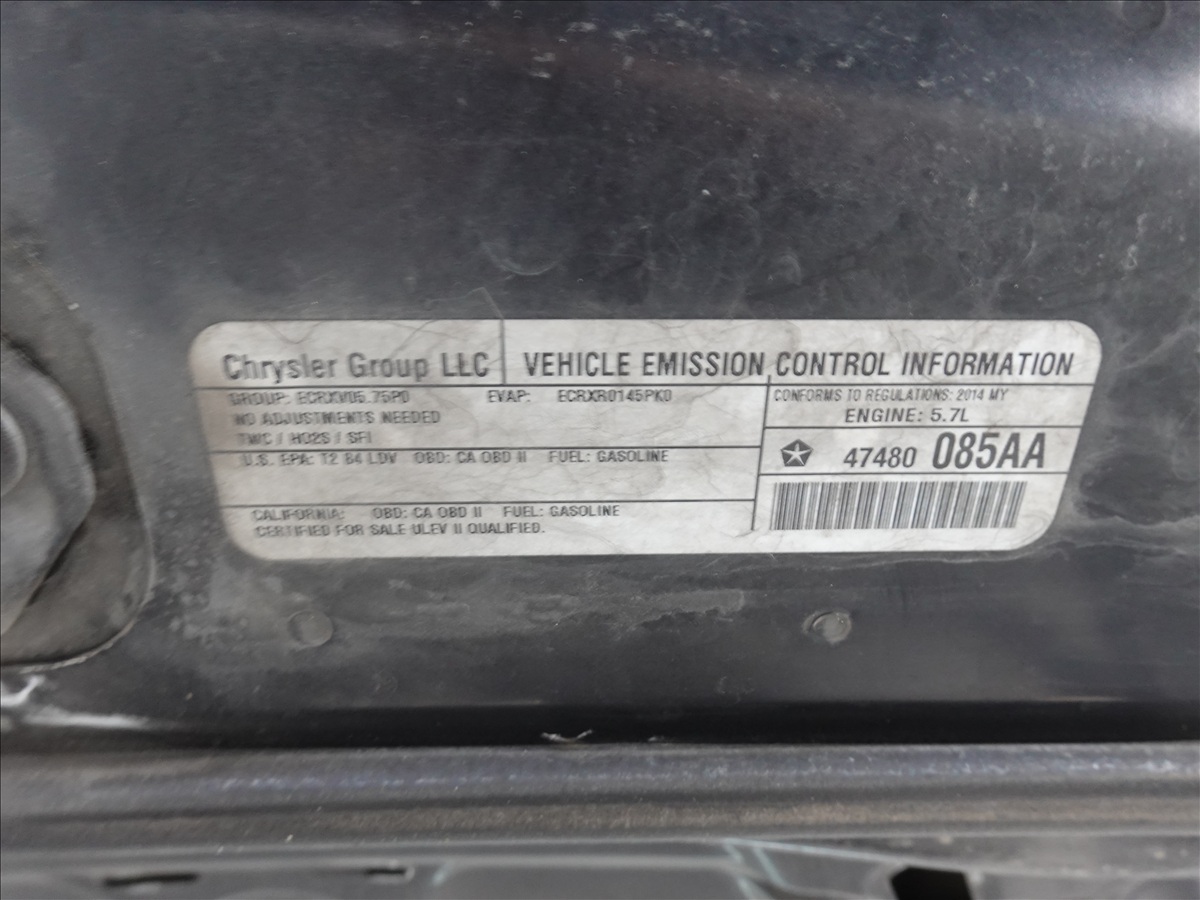 Chrysler Group LLC VEHICLE EMISSION CONTROL INFORMATION
GROUP: ECRXV05.75P0 EVAP: ECRXR0145PK0
NO ADJUSTMENTS NEEDED
TWC / HO2S / SFI
U.S. EPA: T2 B4 LDV OBD: CA OBD II FUEL: GASOLINE
CALIFORNIA: OBD: CA OBD II FUEL: GASOLINE
CERTIFIED FOR SALE ULEV II QUALIFIED.
CONFORMS TO REGULATIONS: 2014 MY
ENGINE: 5.7L
47480 085AA